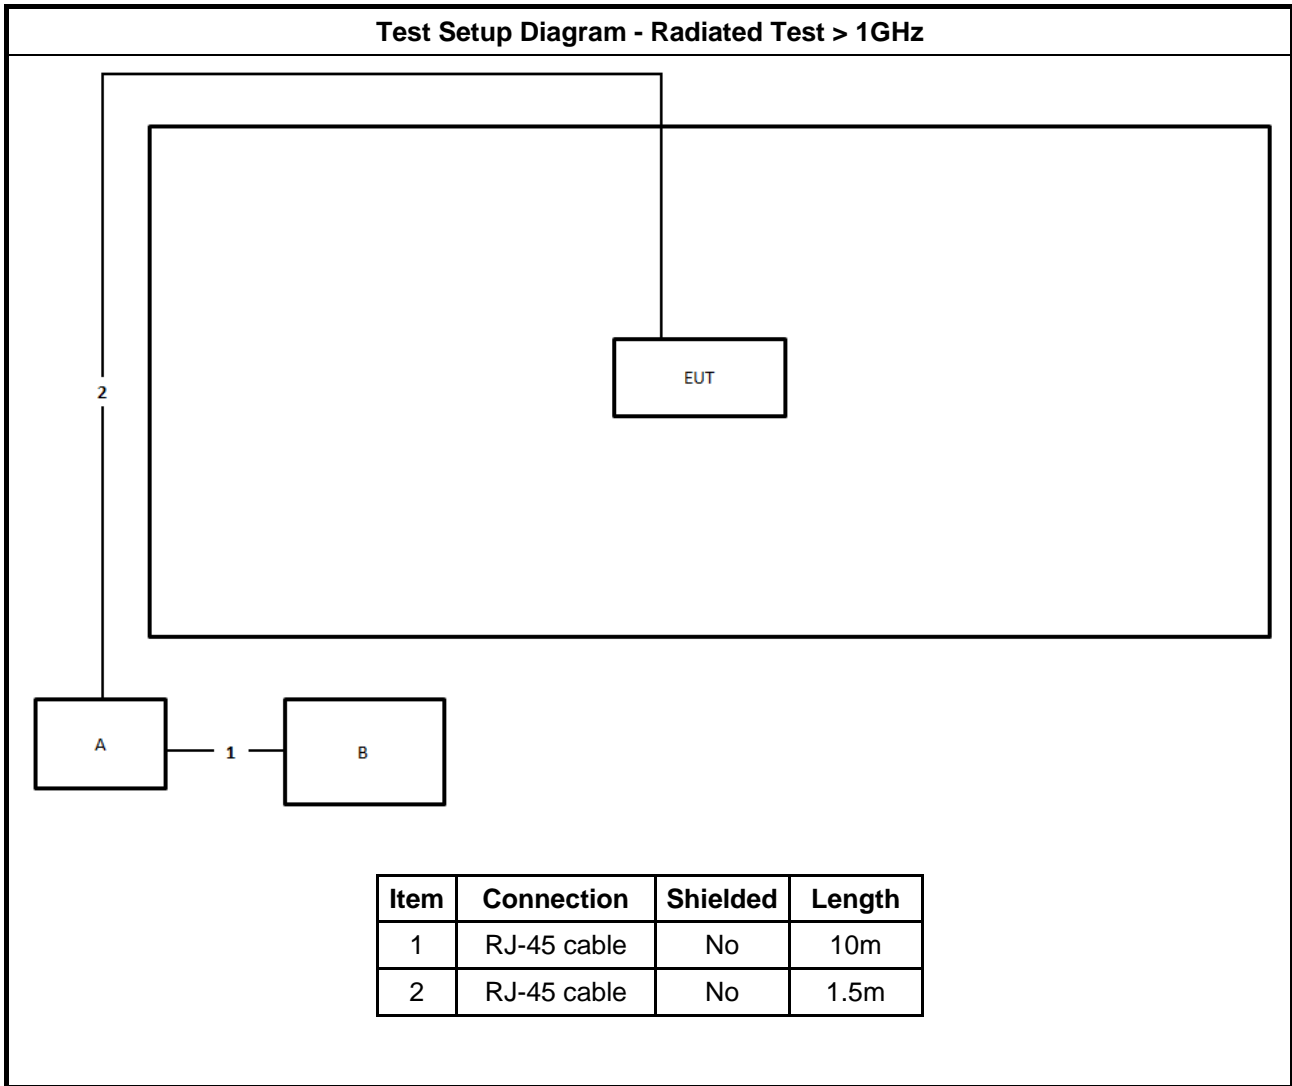 Test Setup Diagram - Radiated Test > 1GHz
EUT
2
A
1
B
Item Connection Shielded Length
1 RJ-45 cable No 10m
2 RJ-45 cable No 1.5m